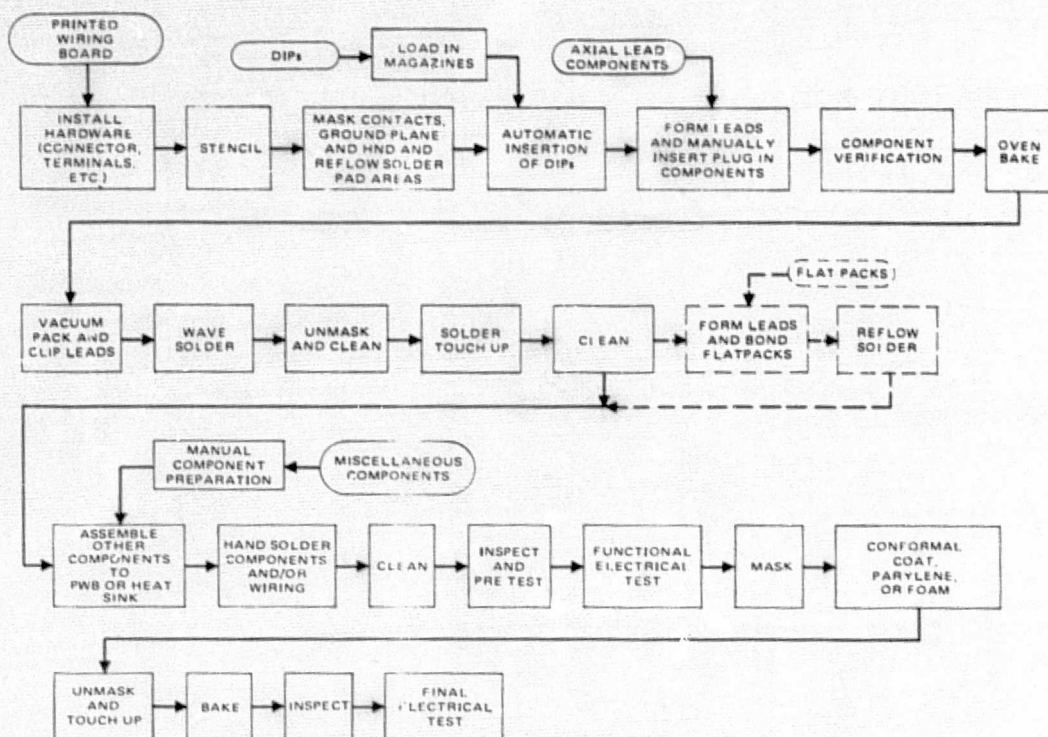 PRINTED
WIRING
BOARD
DIPs
LOAD IN
MAGAZINES
AXIAL LEAD
COMPONENTS
INSTALL
HARDWARE
(CONNECTOR,
TERMINALS,
ETC)
STENCIL
MASK CONTACTS,
GROUND PLANE
AND HND AND
REFLOW SOLDER
PAD AREAS
AUTOMATIC
INSERTION
OF DIPs
FORM LEADS
AND MANUALLY
INSERT PLUG IN
COMPONENTS
COMPONENT
VERIFICATION
OVEN
BAKE
FLAT PACKS
VACUUM
PACK AND
CLIP LEADS
WAVE
SOLDER
UNMASK
AND CLEAN
SOLDER
TOUCH UP
CLEAN
FORM LEADS
AND BOND
FLATPACKS
REFLOW
SOLDER
MANUAL
COMPONENT
PREPARATION
MISCELLANEOUS
COMPONENTS
ASSEMBLE
OTHER
COMPONENTS
TO
PWB OR HEAT
SINK
HAND SOLDER
COMPONENTS
AND/OR
WIRING
CLEAN
INSPECT
AND
PRE TEST
FUNCTIONAL
ELECTRICAL
TEST
MASK
CONFORMAL
COAT,
PARYLENE,
OR FOAM
UNMASK
AND
TOUCH UP
BAKE
INSPECT
FINAL
ELECTRICAL
TEST